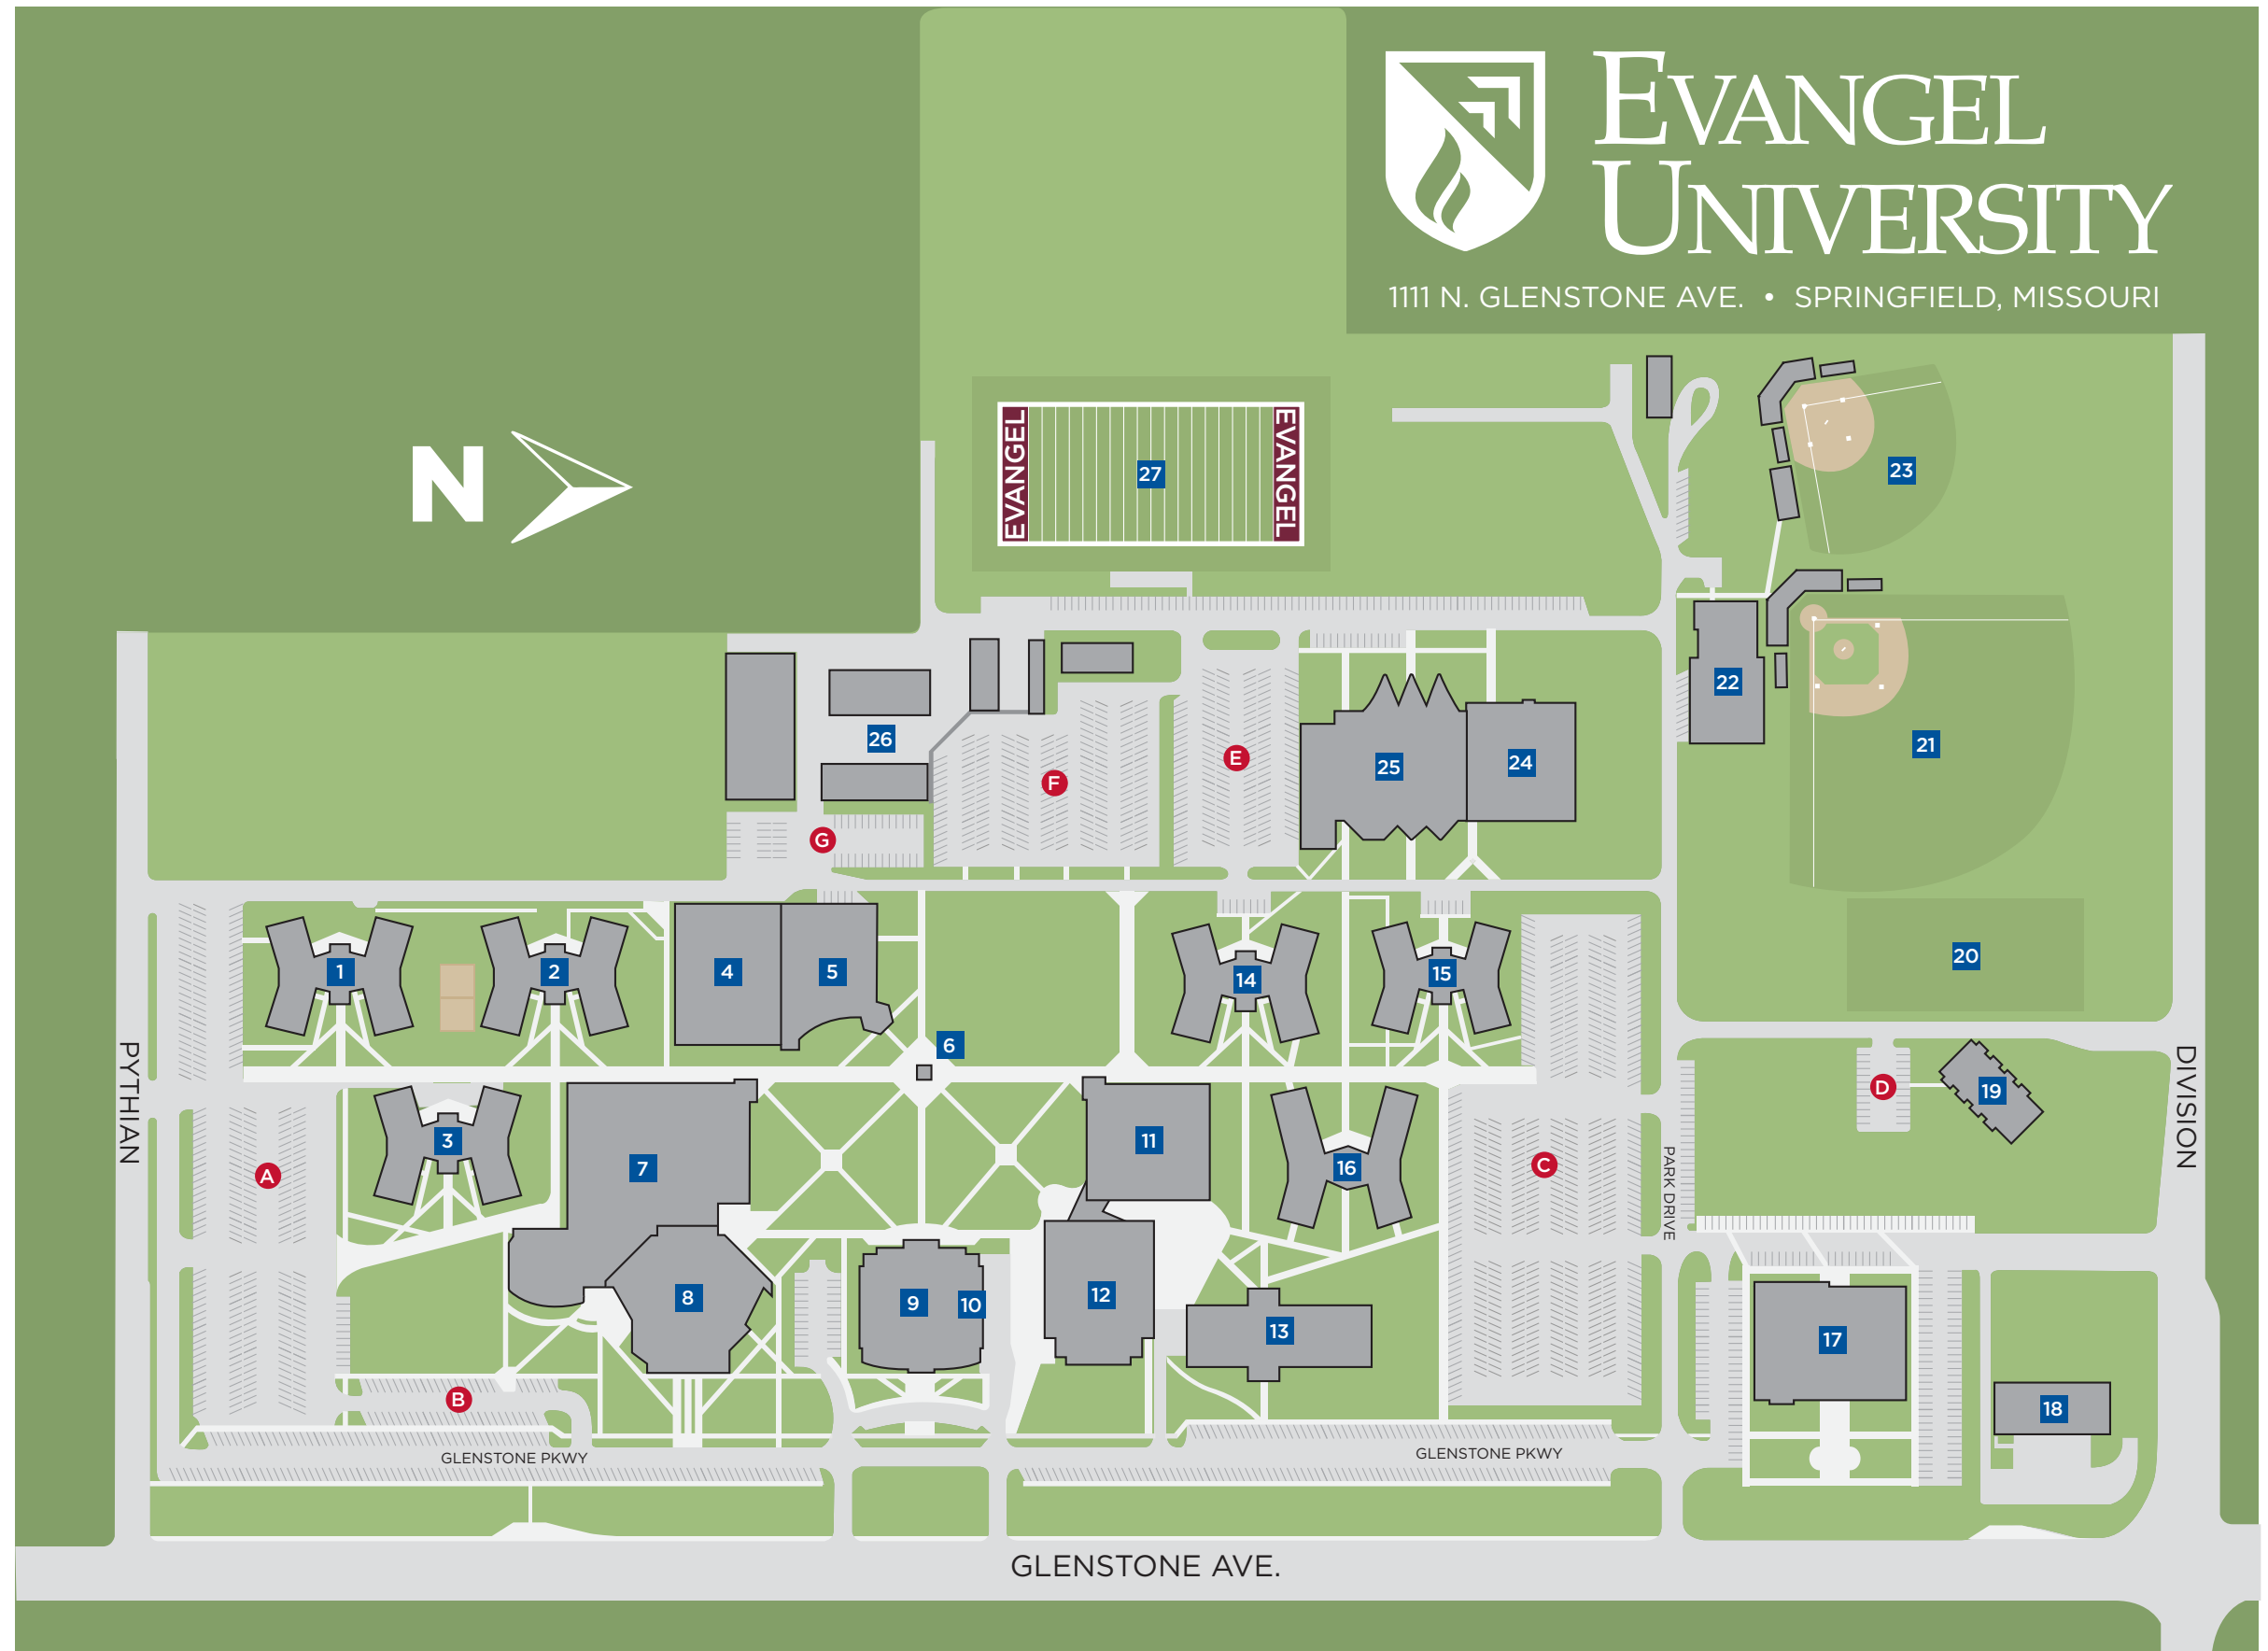 EVANGEL
UNIVERSITY
1111 N. GLENSTONE AVE. • SPRINGFIELD, MISSOURI
N
EVANGEL
EVANGEL
27
23
22
21
26
F
E
25
24
G
20
1
2
4
5
14
15
6
PYTHIAN
DIVISION
D
19
3
A
7
11
16
C
PARK DRIVE
8
9
10
12
13
17
B
18
GLENSTONE PKWY
GLENSTONE PKWY
GLENSTONE AVE.